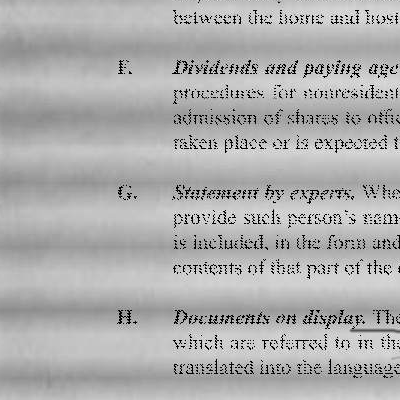 between the home and host
F. Dividends and paying age
procedures for nonresident
admission of shares to offic
taken place or is expected t
G. Statement by experts. Whe
provide such person's nam
is included, in the form and
contents of that part of the
H. Documents on display. The
which are referred to in the
translated into the language